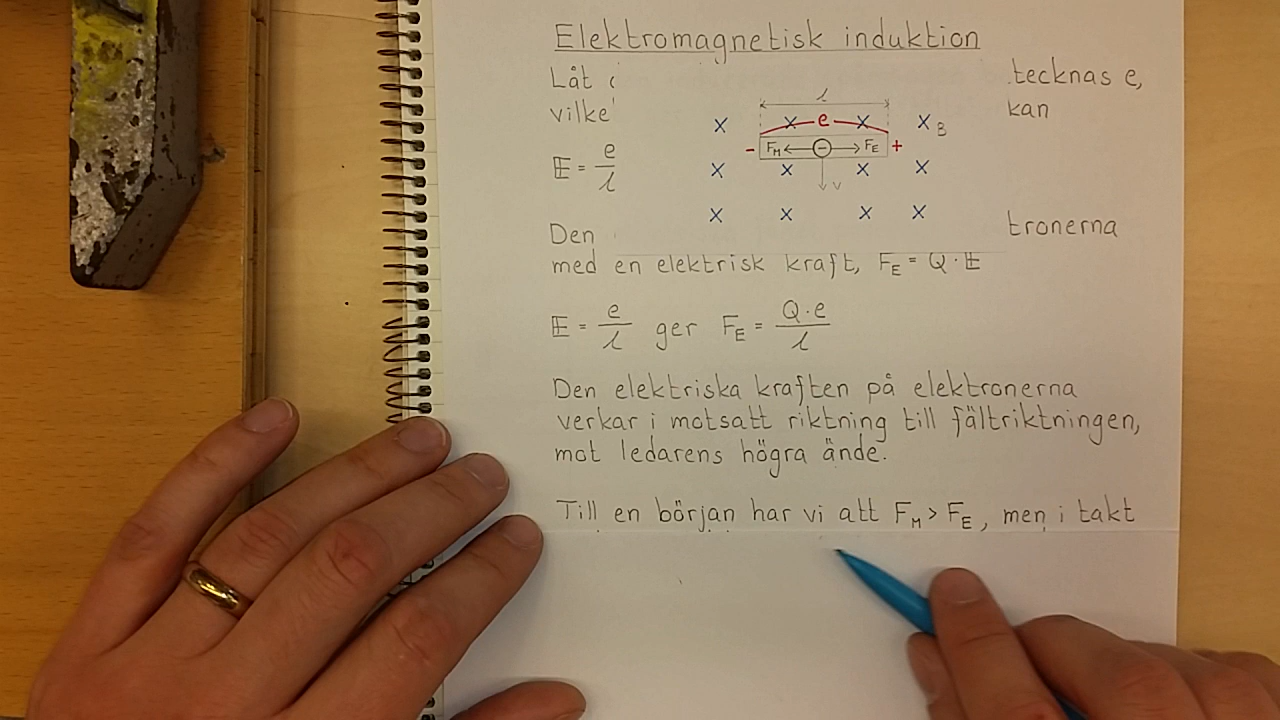 Elektromagnetisk induktion
Låt tecknas e,
vilke kan
l
x x e x x B
- F_M ← ⊖ → F_E +
𝔼 = e/l
x x x x
v
x x x x
Den tronerna
med en elektrisk kraft, F_E = Q · 𝔼
𝔼 = e/l ger F_E = Q·e/l
Den elektriska kraften på elektronerna
verkar i motsatt riktning till fältriktningen,
mot ledarens högra ände.
Till en början har vi att F_M > F_E, men i takt